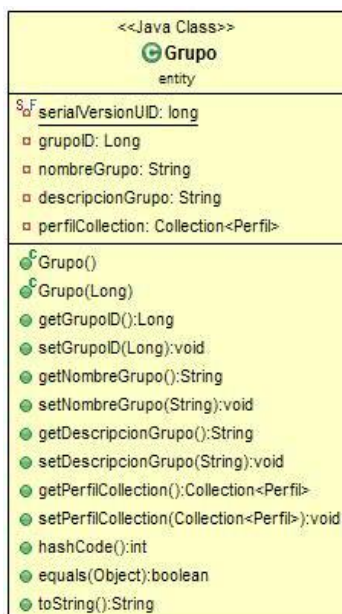 <<Java Class>>
Grupo
entity
serialVersionUID: long
grupoID: Long
nombreGrupo: String
descripcionGrupo: String
perfilCollection: Collection<Perfil>
Grupo()
Grupo(Long)
getGrupoID():Long
setGrupoID(Long):void
getNombreGrupo():String
setNombreGrupo(String):void
getDescripcionGrupo():String
setDescripcionGrupo(String):void
getPerfilCollection():Collection<Perfil>
setPerfilCollection(Collection<Perfil>):void
hashCode():int
equals(Object):boolean
toString():String